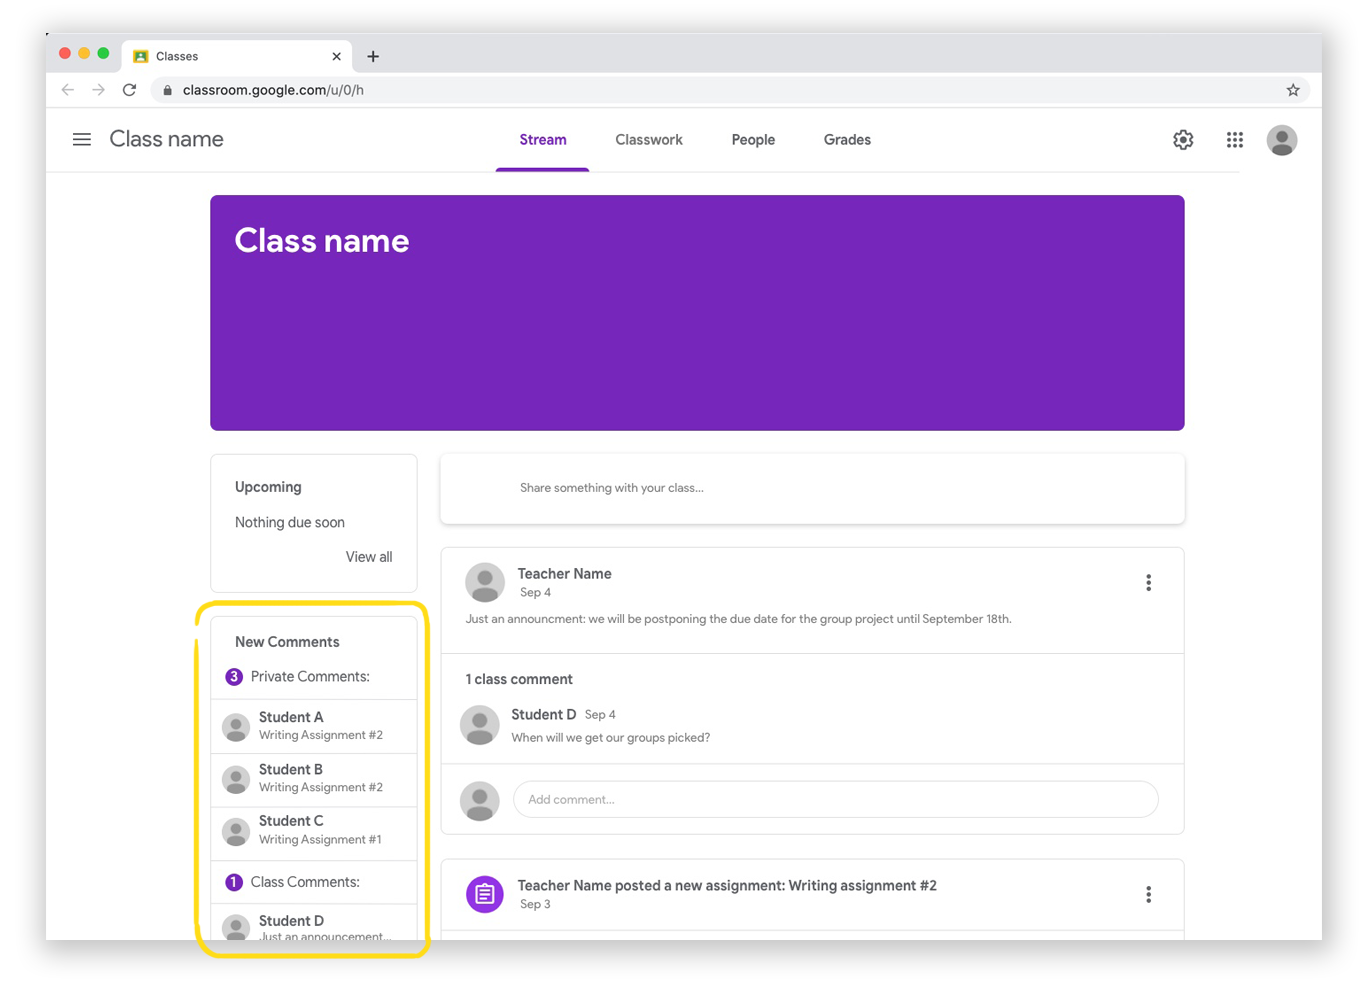 Classes
classroom.google.com/u/0/h
Class name
Stream
Classwork
People
Grades
Class name
Upcoming
Nothing due soon
View all
New Comments
3 Private Comments:
Student A
Writing Assignment #2
Student B
Writing Assignment #2
Student C
Writing Assignment #1
1 Class Comments:
Student D
Just an announcement...
Share something with your class...
Teacher Name
Sep 4
Just an announcment: we will be postponing the due date for the group project until September 18th.
1 class comment
Student D Sep 4
When will we get our groups picked?
Add comment...
Teacher Name posted a new assignment: Writing assignment #2
Sep 3